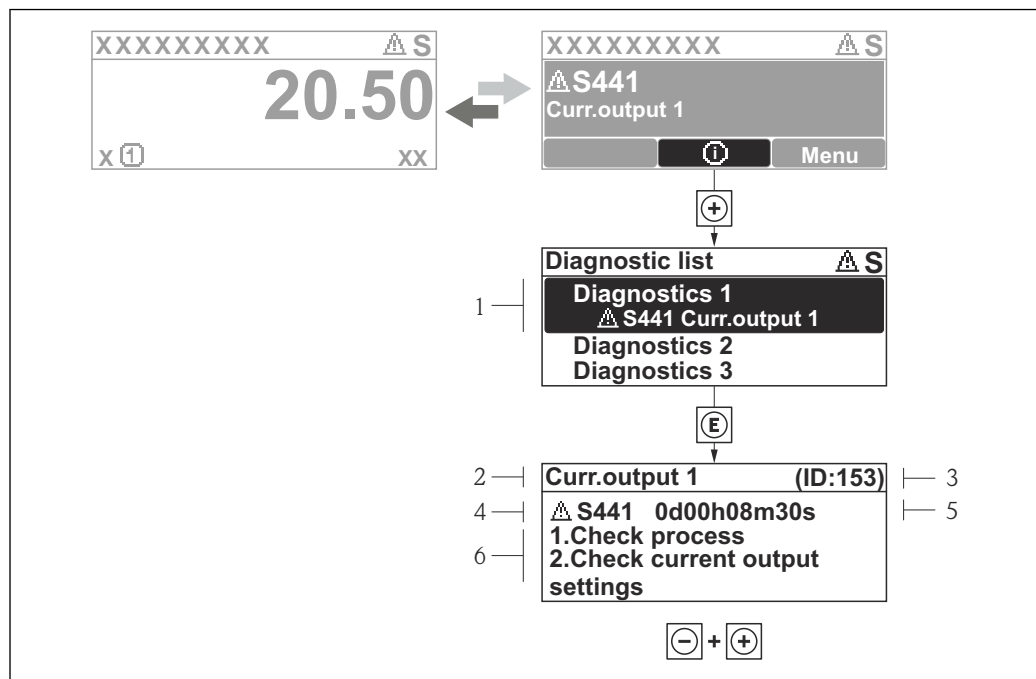 XXXXXXXXX ⚠ S
20.50
X ① XX
XXXXXXXXX ⚠ S
⚠ S441
Curr.output 1
ⓘ Menu
+
Diagnostic list ⚠ S
1
Diagnostics 1
⚠ S441 Curr.output 1
Diagnostics 2
Diagnostics 3
E
2 Curr.output 1 (ID:153) 3
4 ⚠ S441 0d00h08m30s 5
6
1.Check process
2.Check current output
settings
- + +